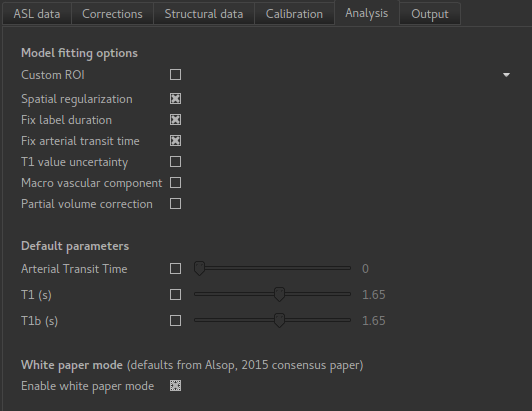 ASL data Corrections Structural data Calibration Analysis Output
Model fitting options
Custom ROI
Spatial regularization
Fix label duration
Fix arterial transit time
T1 value uncertainty
Macro vascular component
Partial volume correction
Default parameters
Arterial Transit Time 0
T1 (s) 1.65
T1b (s) 1.65
White paper mode (defaults from Alsop, 2015 consensus paper)
Enable white paper mode